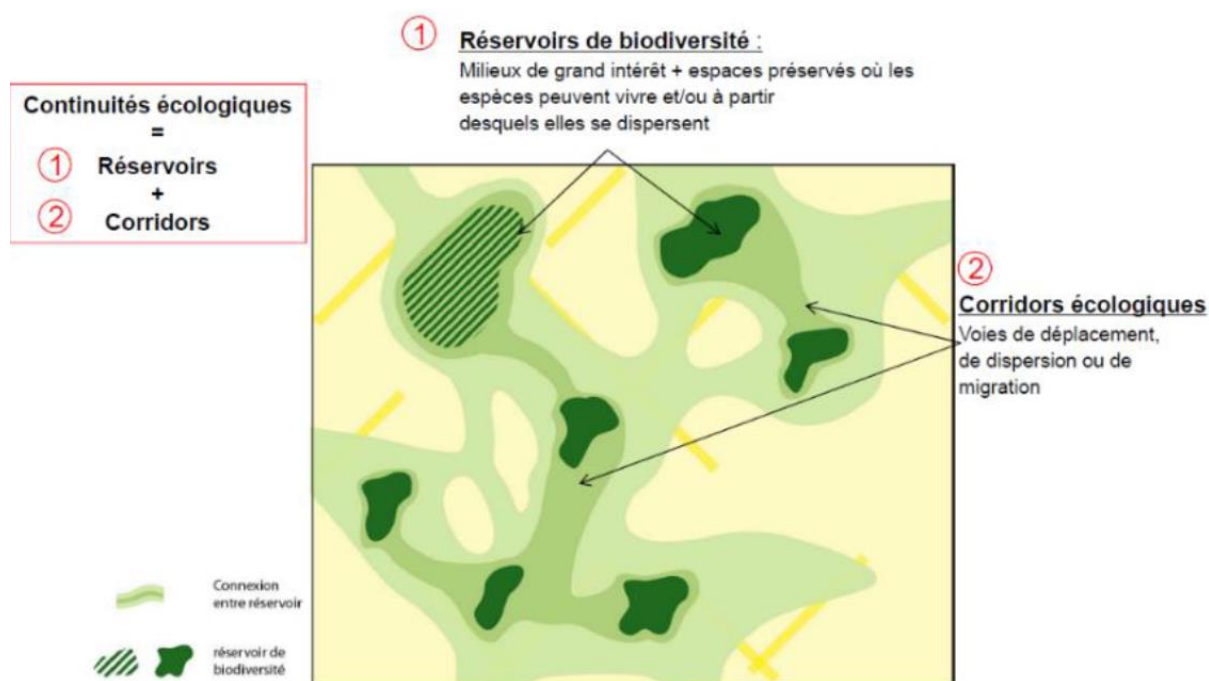 ①
Réservoirs de biodiversité :
Milieux de grand intérêt + espaces préservés où les
espèces peuvent vivre et/ou à partir
desquels elles se dispersent
Continuités écologiques
=
① Réservoirs
+
② Corridors
②
Corridors écologiques
Voies de déplacement,
de dispersion ou de
migration
Connexion
entre réservoir
réservoir de
biodiversité